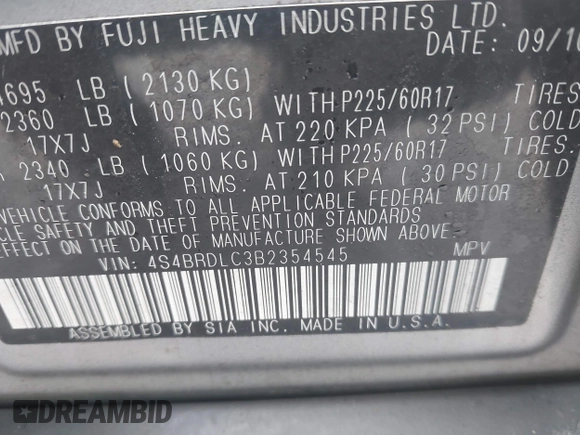 MFD BY FUJI HEAVY INDUSTRIES LTD.
DATE: 09/10
4695 LB ( 2130 KG)
2360 LB ( 1070 KG) WITH P225/60R17 TIRES
17X7J RIMS. AT 220 KPA ( 32 PSI) COLD
2340 LB ( 1060 KG) WITH P225/60R17 TIRES.
17X7J RIMS. AT 210 KPA ( 30 PSI) COLD
VEHICLE CONFORMS TO ALL APPLICABLE FEDERAL MOTOR
VEHICLE SAFETY AND THEFT PREVENTION STANDARDS
EFFECT ON THE DATE OF MANUFACTURE SHOWN ABOVE.
VIN: 4S4BRDLC3B2354545 MPV
ASSEMBLED BY SIA INC. MADE IN U.S.A.
DREAMBID